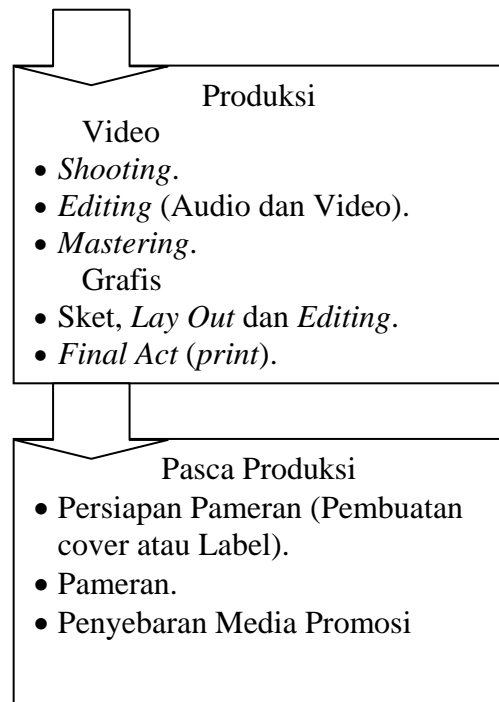 Produksi
Video
• Shooting.
• Editing (Audio dan Video).
• Mastering.
Grafis
• Sket, Lay Out dan Editing.
• Final Act (print).
Pasca Produksi
• Persiapan Pameran (Pembuatan
cover atau Label).
• Pameran.
• Penyebaran Media Promosi